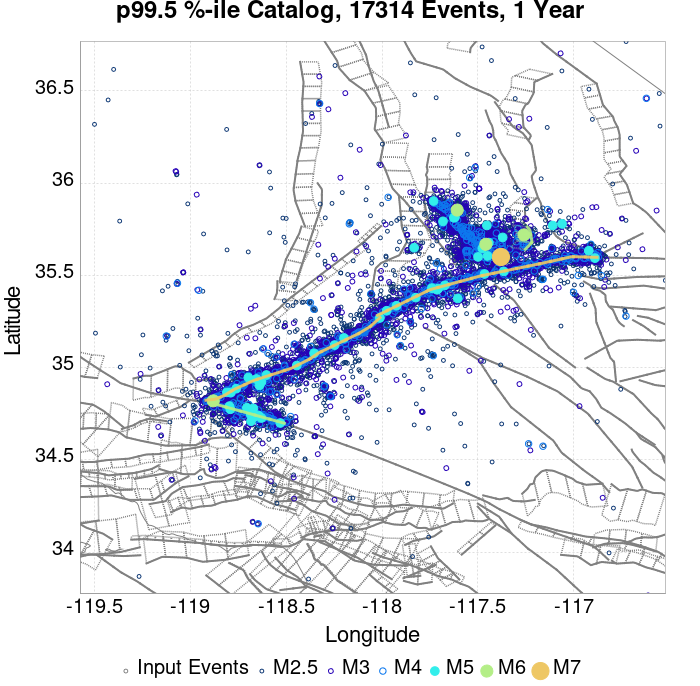 p99.5 %-ile Catalog, 17314 Events, 1 Year
36.5
36
35.5
35
34.5
34
Latitude
-119.5 -119 -118.5 -118 -117.5 -117
Longitude
Input Events M2.5 M3 M4 M5 M6 M7